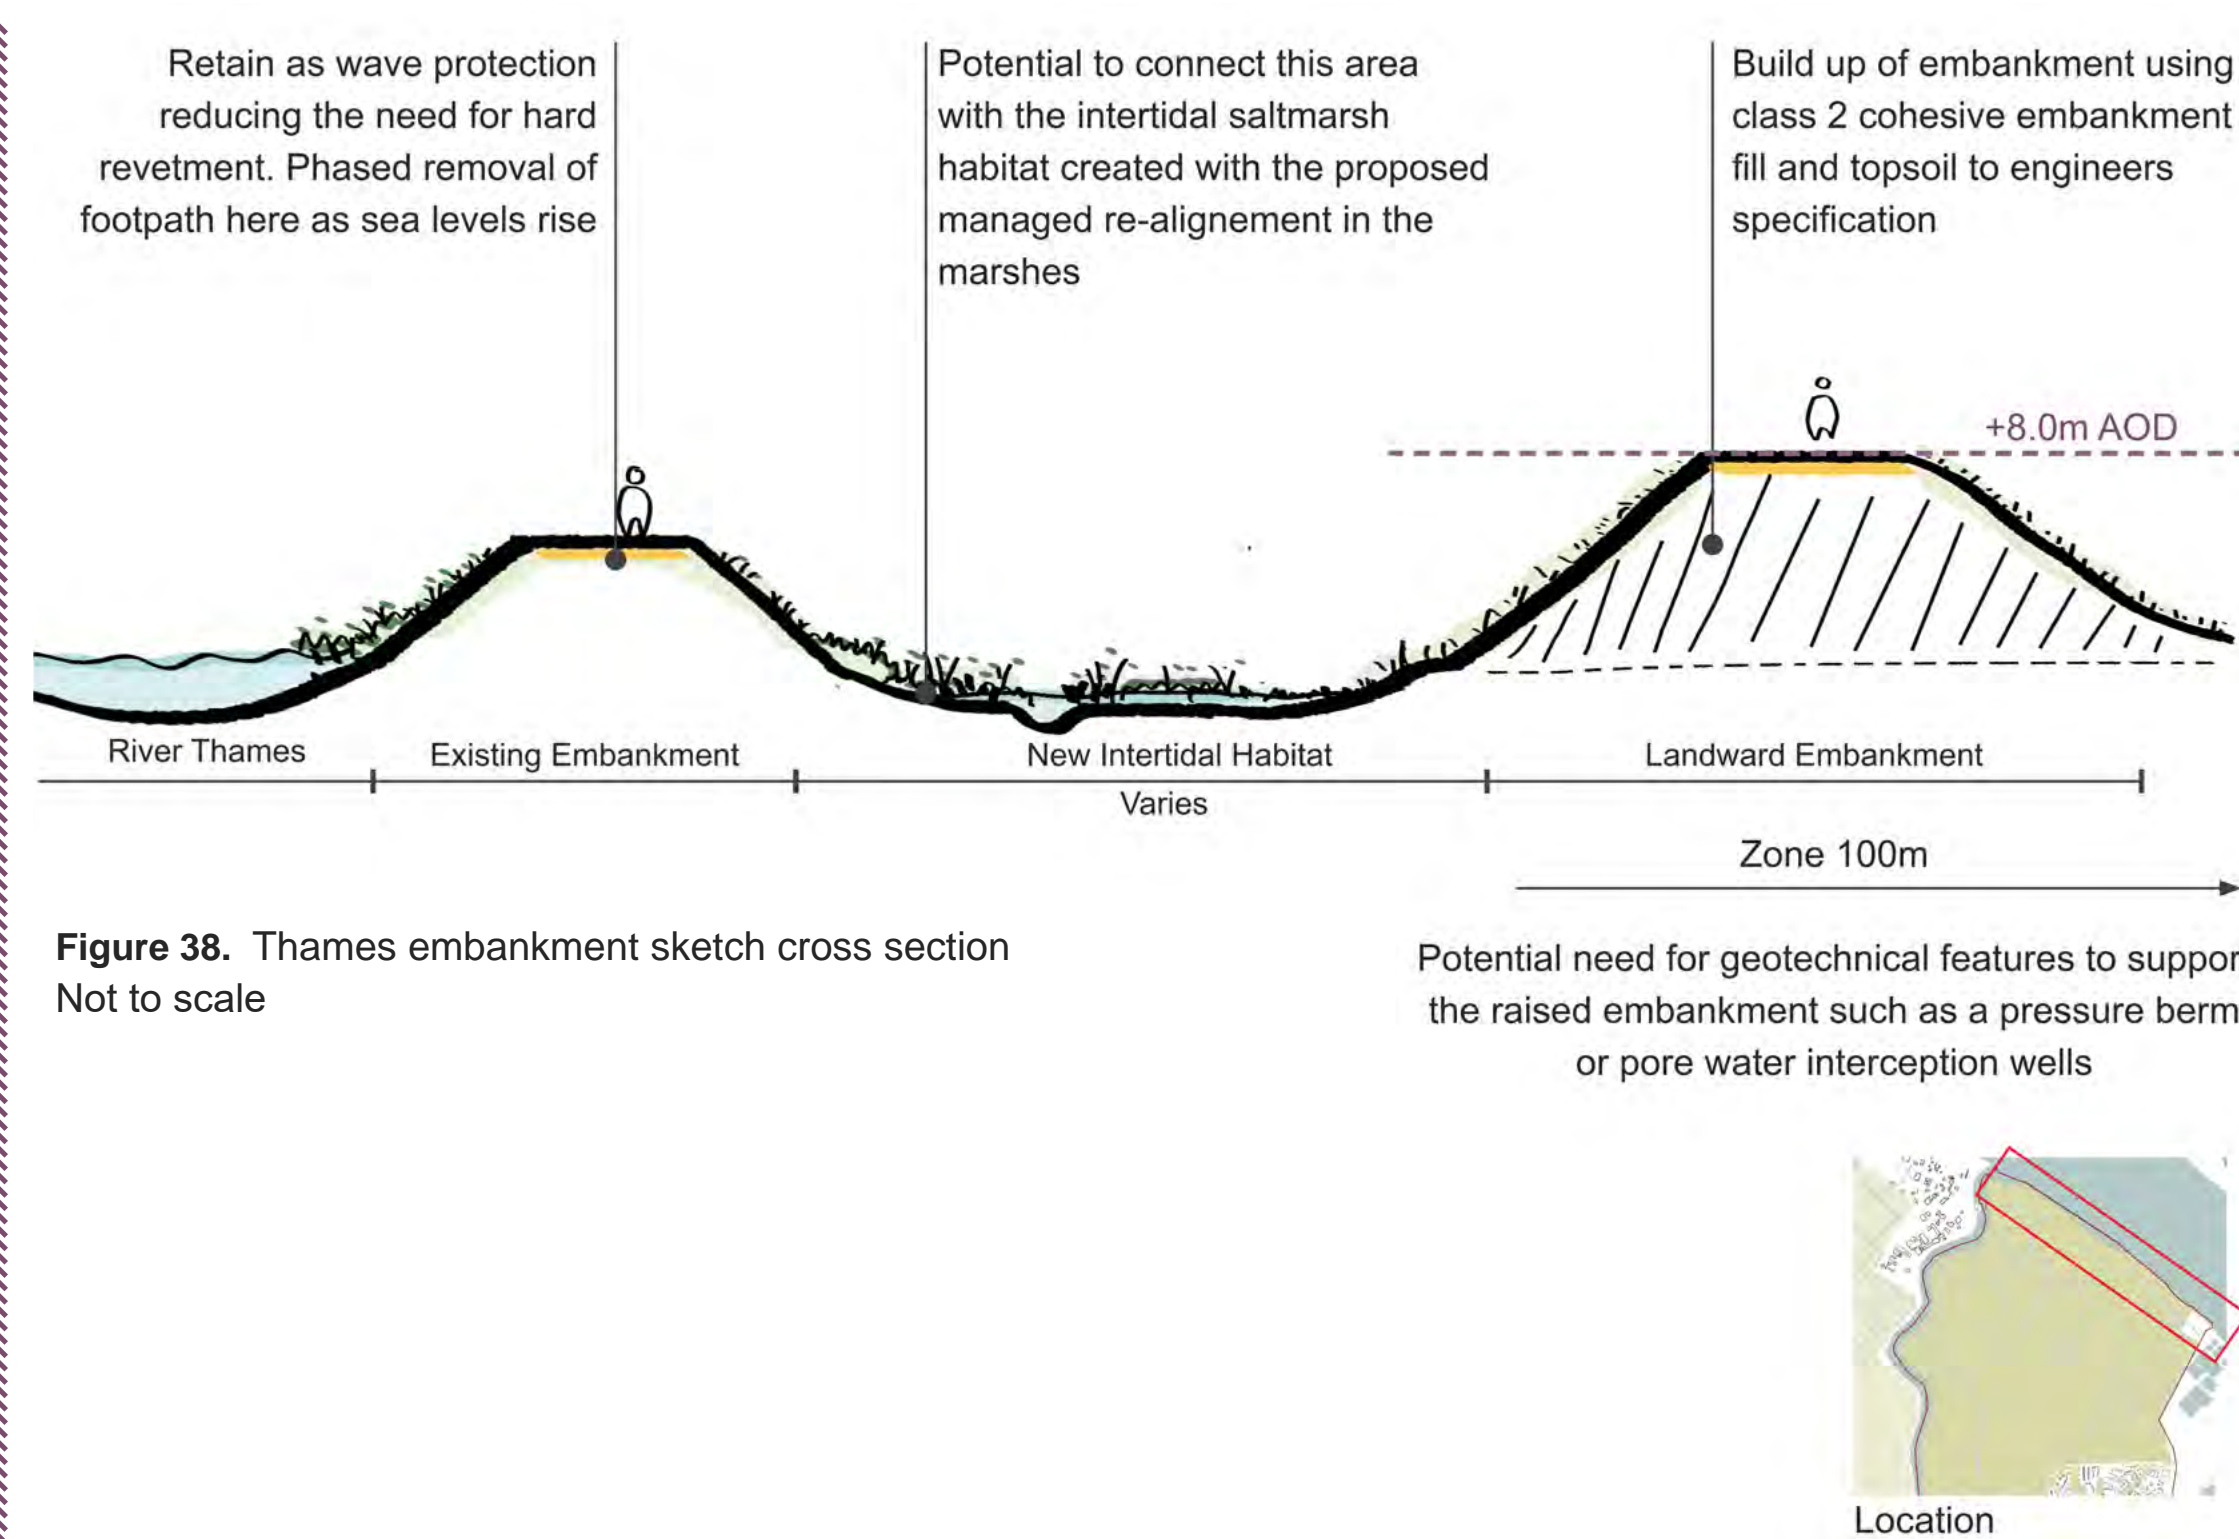 Retain as wave protection
reducing the need for hard
revetment. Phased removal of
footpath here as sea levels rise
Potential to connect this area
with the intertidal saltmarsh
habitat created with the proposed
managed re-alignement in the
marshes
Build up of embankment using
class 2 cohesive embankment
fill and topsoil to engineers
specification
+8.0m AOD
River Thames
Existing Embankment
New Intertidal Habitat
Landward Embankment
Varies
Zone 100m
Figure 38. Thames embankment sketch cross section
Not to scale
Potential need for geotechnical features to suppor
the raised embankment such as a pressure berm
or pore water interception wells
Location